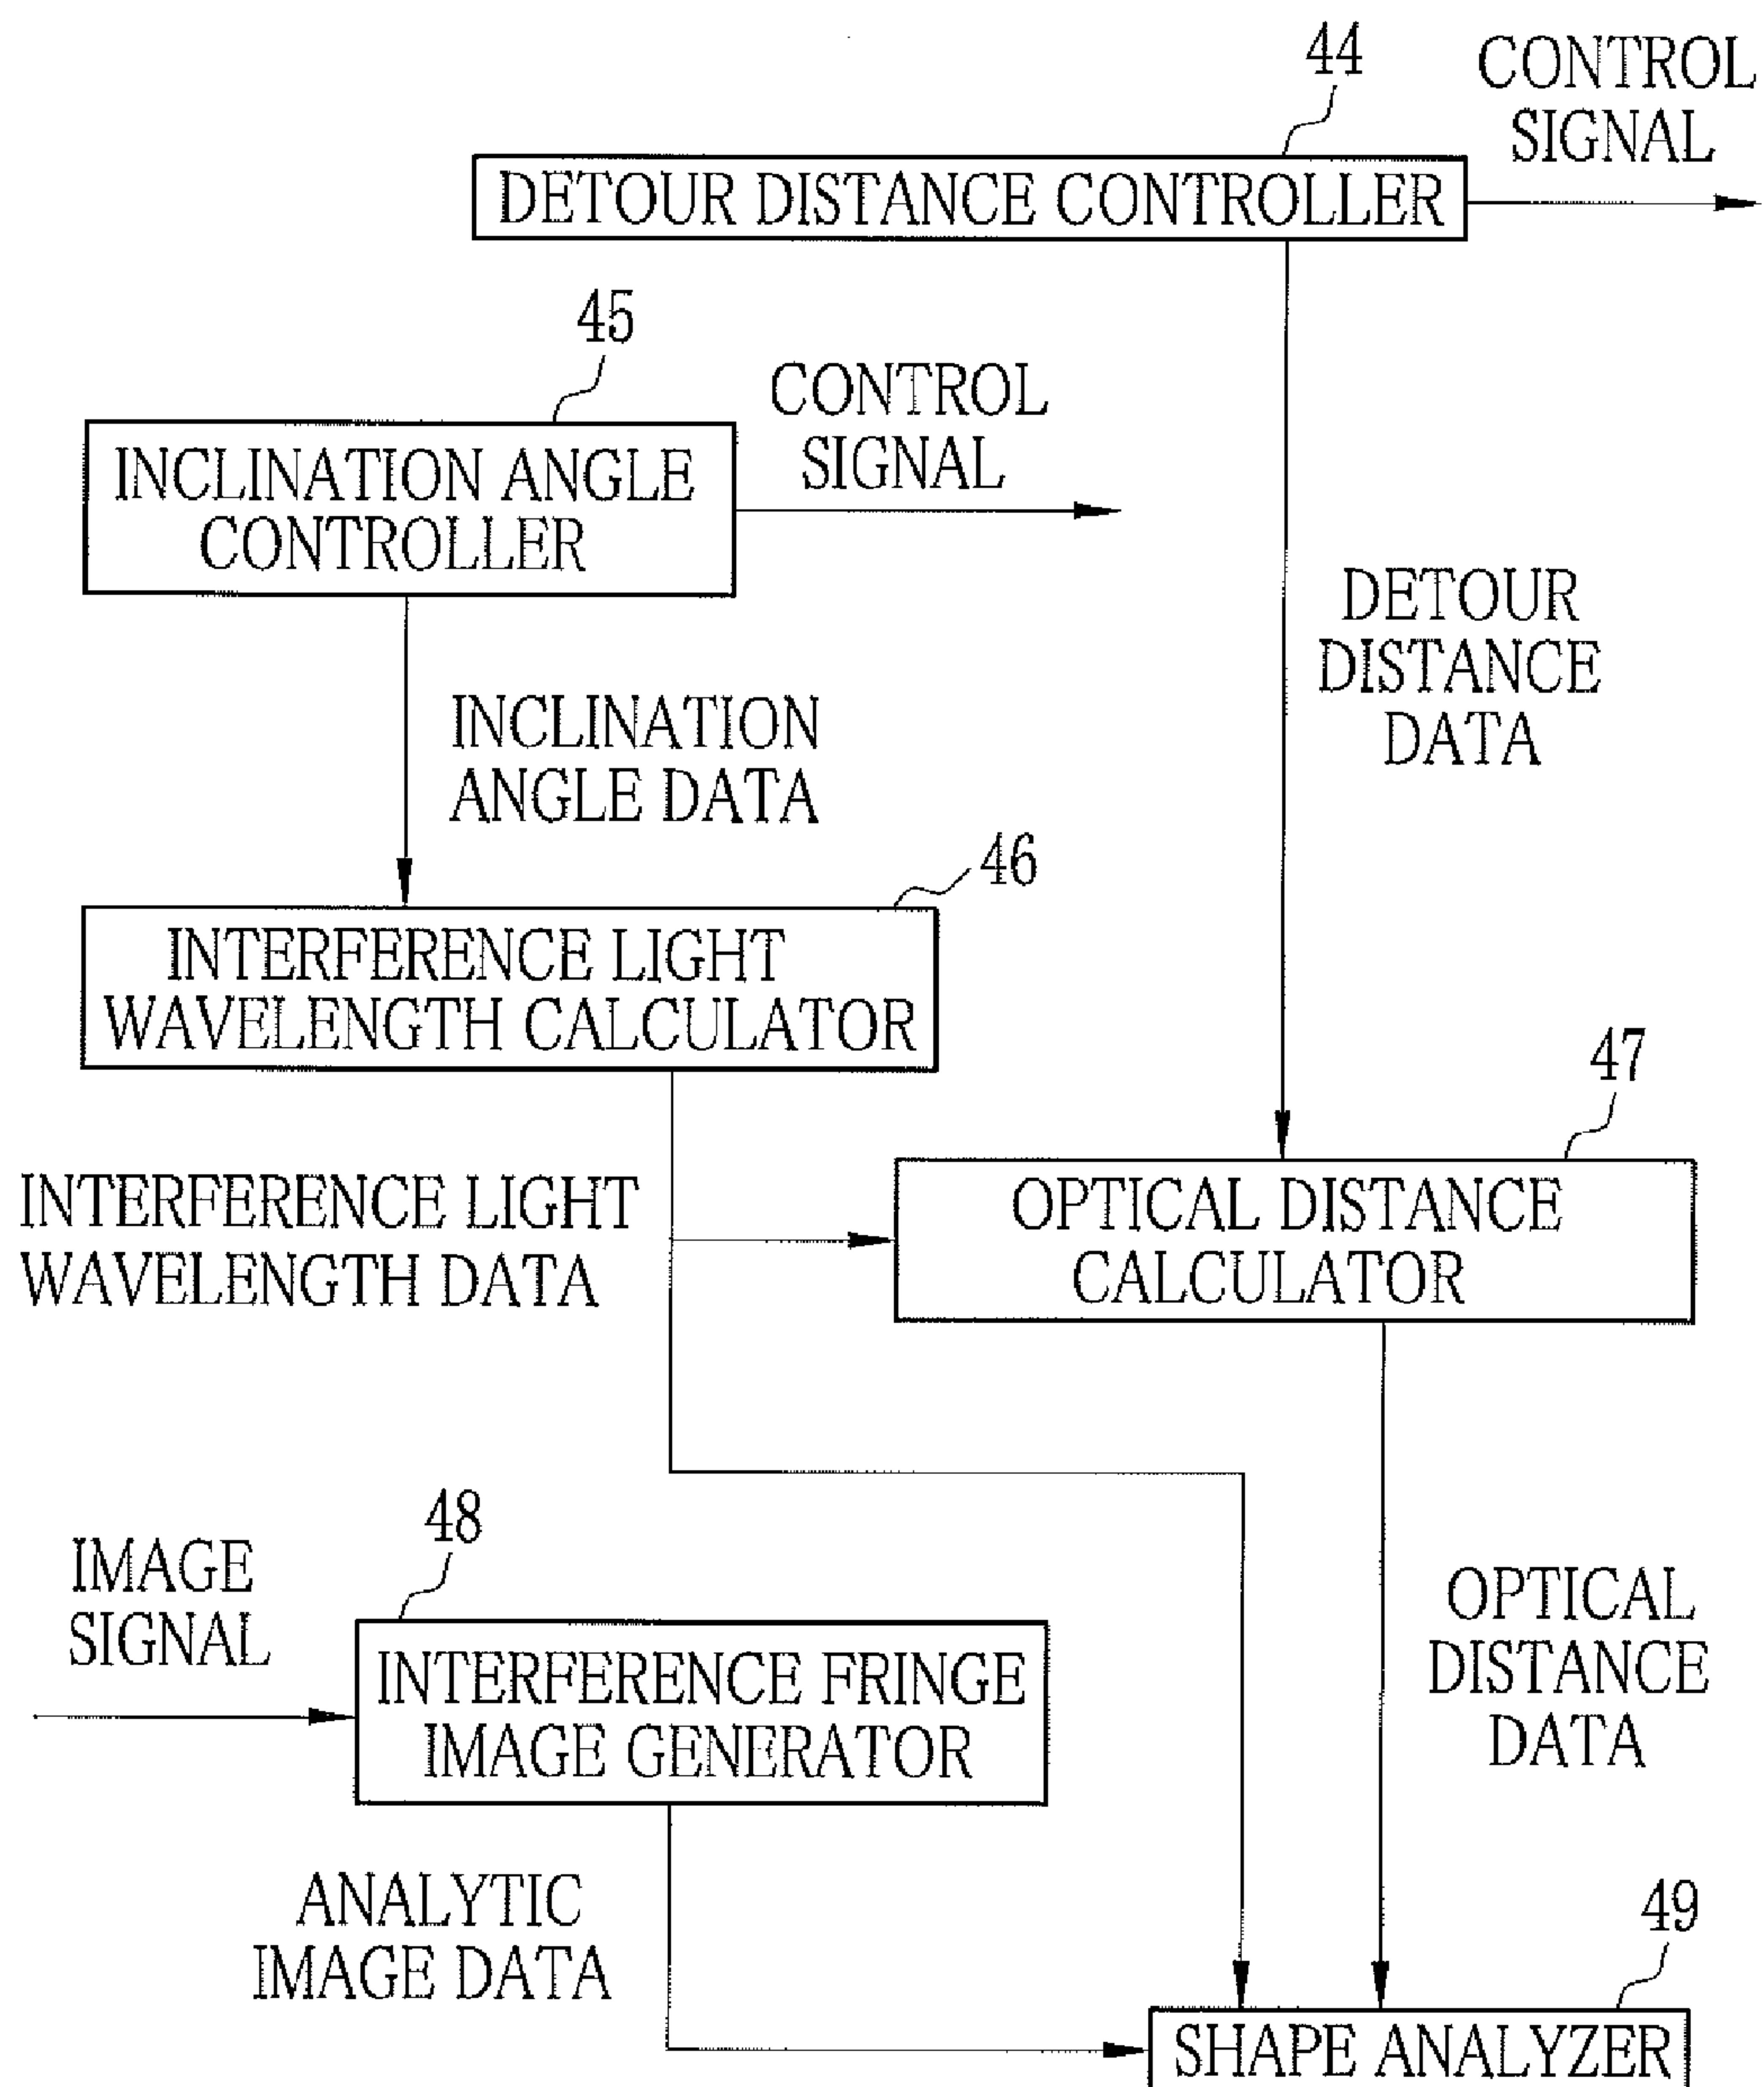 44
CONTROL
SIGNAL
DETOUR DISTANCE CONTROLLER
45
CONTROL
SIGNAL
INCLINATION ANGLE
CONTROLLER
DETOUR
DISTANCE
DATA
INCLINATION
ANGLE DATA
46
INTERFERENCE LIGHT
WAVELENGTH CALCULATOR
47
INTERFERENCE LIGHT
WAVELENGTH DATA
OPTICAL DISTANCE
CALCULATOR
48
IMAGE
SIGNAL
INTERFERENCE FRINGE
IMAGE GENERATOR
OPTICAL
DISTANCE
DATA
ANALYTIC
IMAGE DATA
49
SHAPE ANALYZER